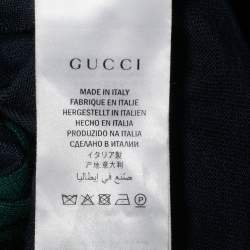 GUCCI
MADE IN ITALY
FABRIQUE EN ITALIE
HERGESTELLT IN ITALIEN
HECHO EN ITALIA
PRODUZIDO NA ITALIA
СДЕЛАНО В ИТАЛИИ
イタリア製
产地 意大利
صنع في إيطاليا